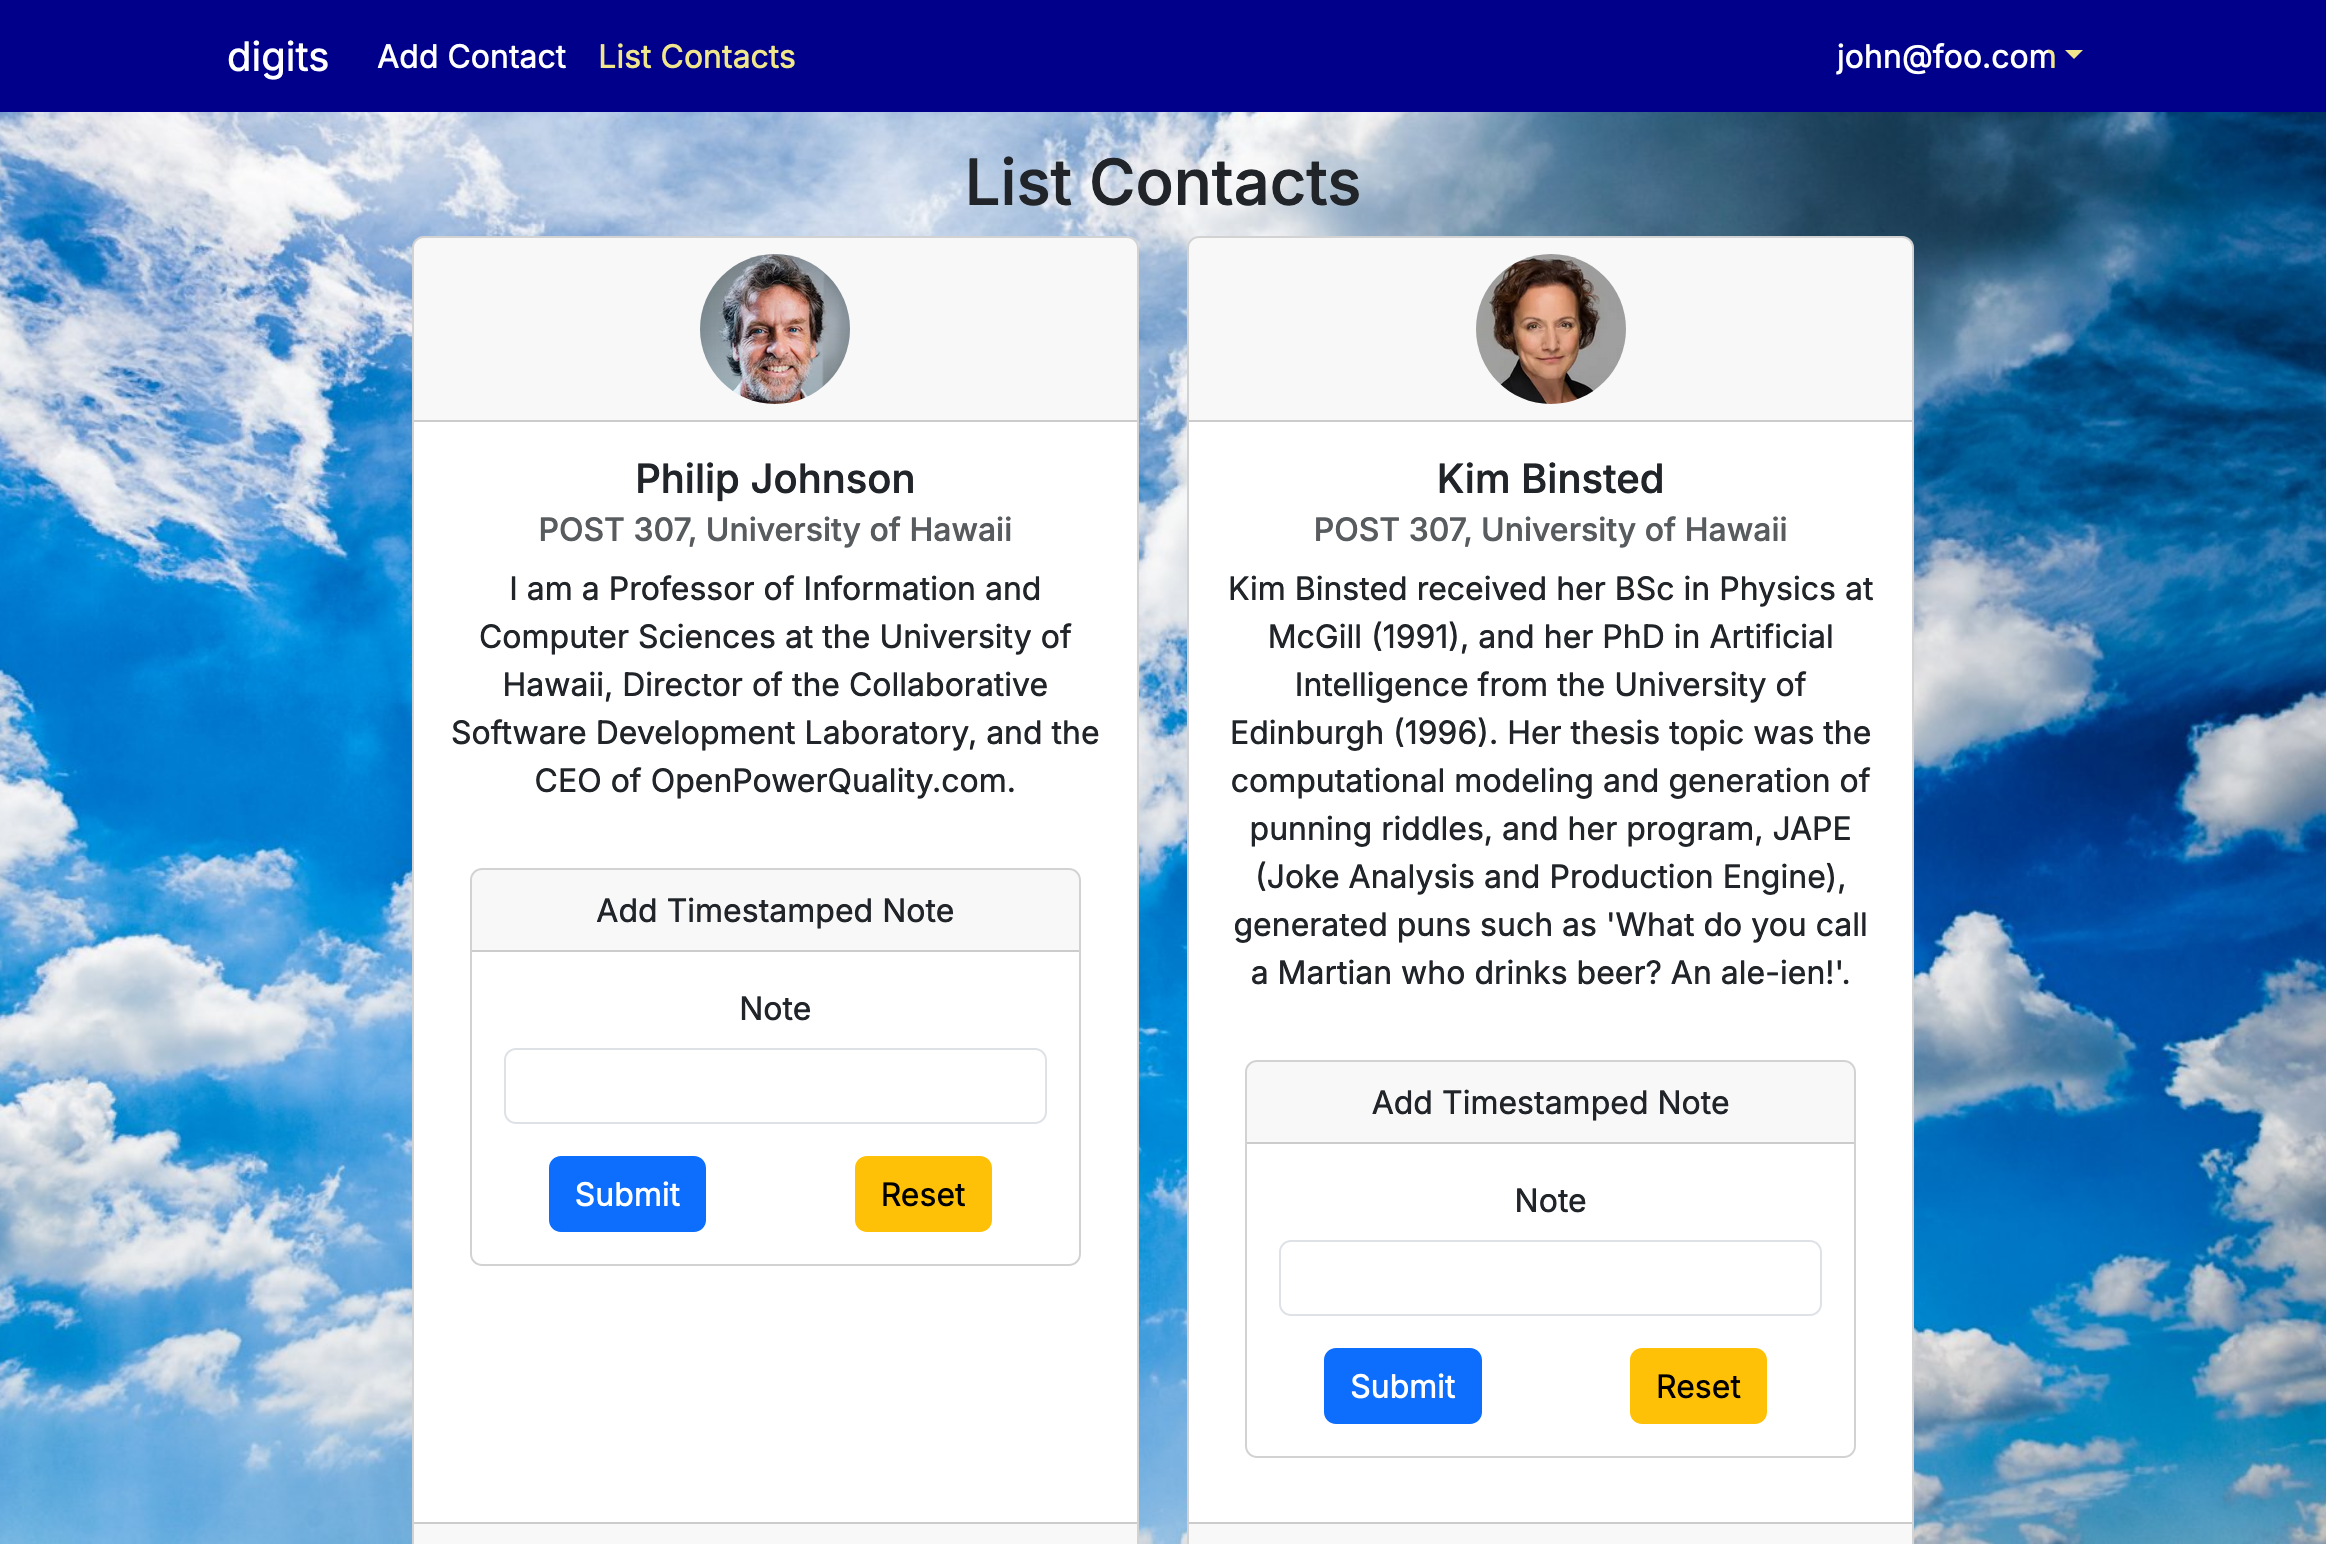 digits Add Contact List Contacts john@foo.com
List Contacts
Philip Johnson
POST 307, University of Hawaii
I am a Professor of Information and
Computer Sciences at the University of
Hawaii, Director of the Collaborative
Software Development Laboratory, and the
CEO of OpenPowerQuality.com.
Add Timestamped Note
Note
Submit Reset
Kim Binsted
POST 307, University of Hawaii
Kim Binsted received her BSc in Physics at
McGill (1991), and her PhD in Artificial
Intelligence from the University of
Edinburgh (1996). Her thesis topic was the
computational modeling and generation of
punning riddles, and her program, JAPE
(Joke Analysis and Production Engine),
generated puns such as 'What do you call
a Martian who drinks beer? An ale-ien!'.
Add Timestamped Note
Note
Submit Reset